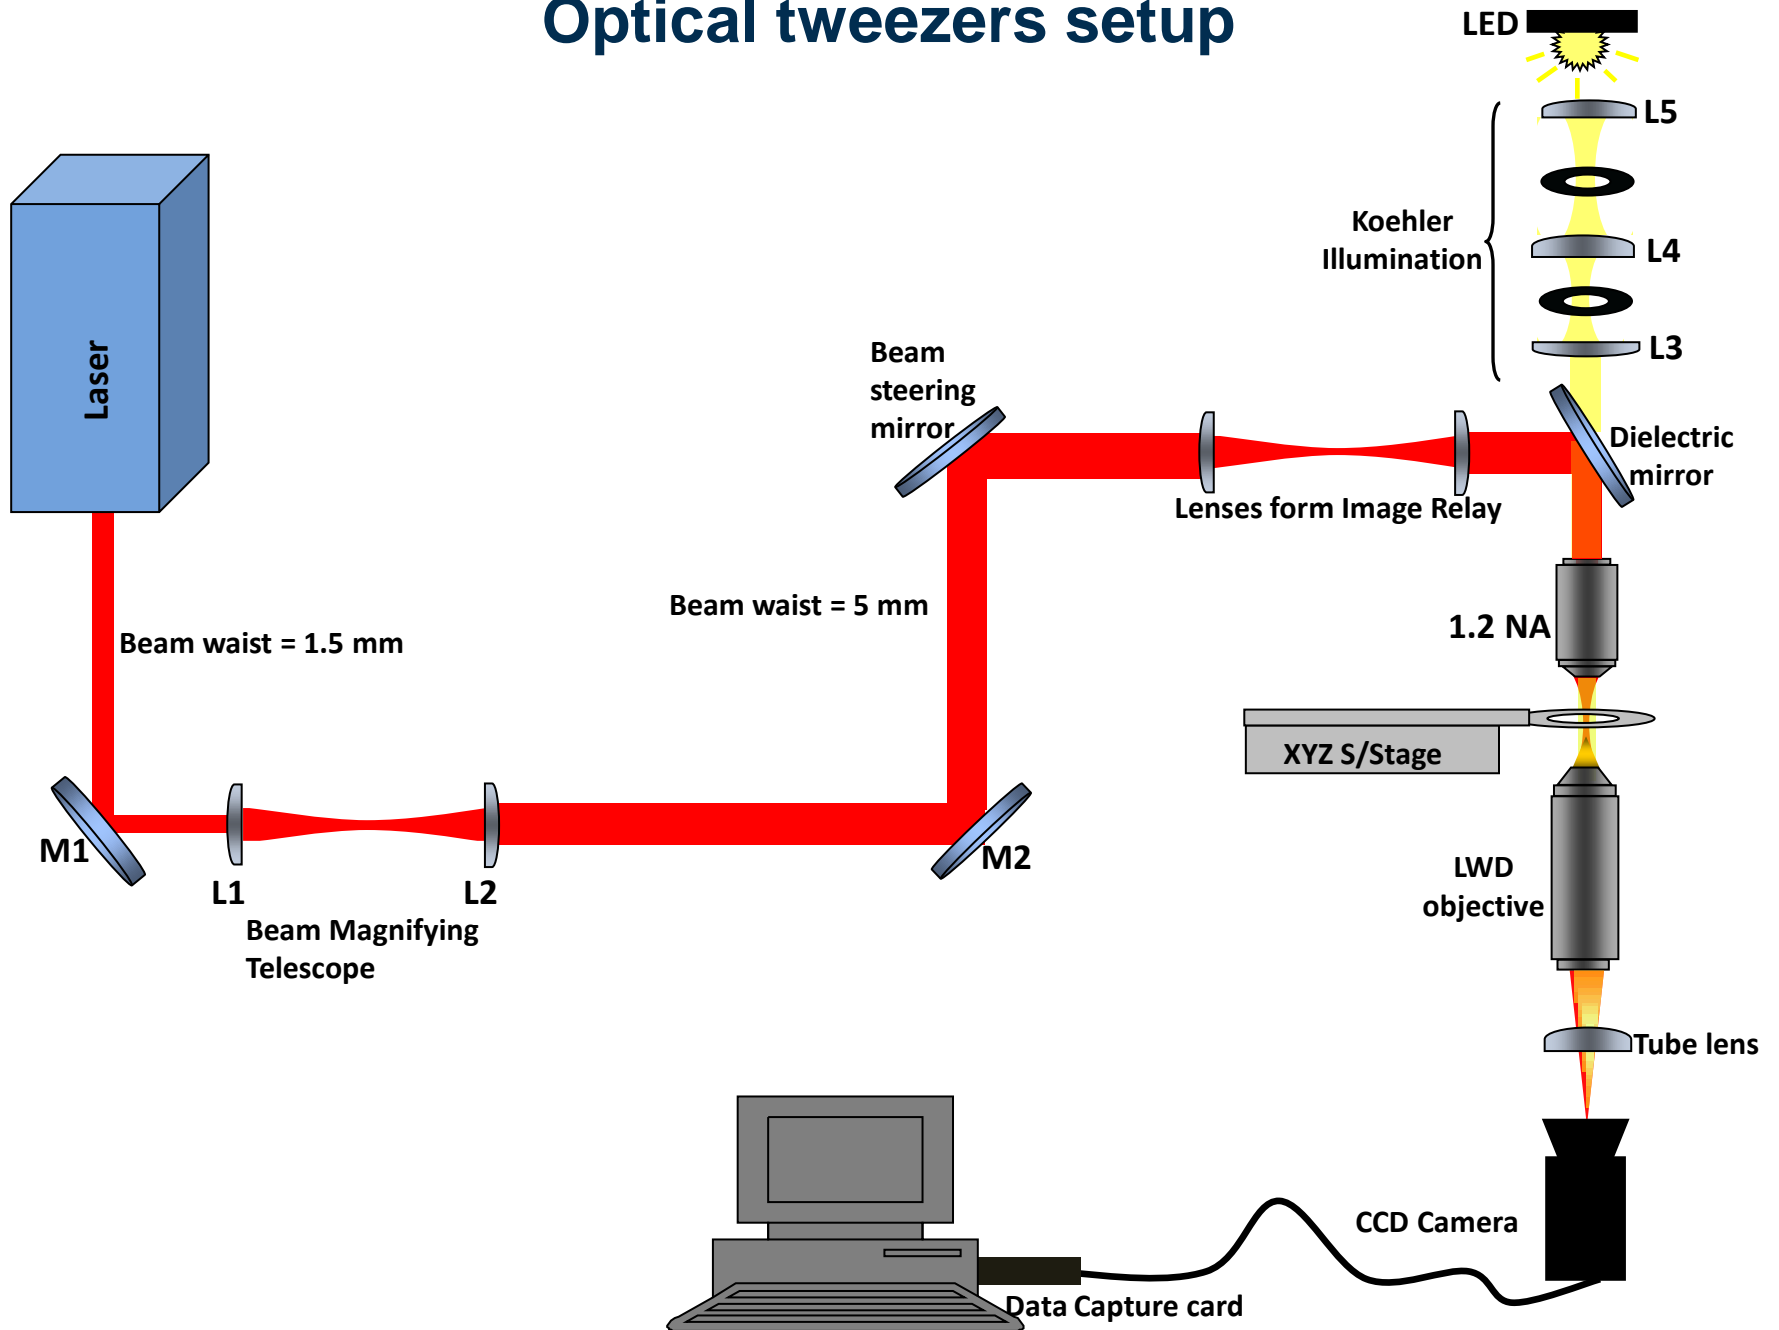 Optical tweezers setup
LED
L5
Koehler
Illumination
L4
L3
Laser
Beam
steering
mirror
Dielectric
mirror
Lenses form Image Relay
Beam waist = 5 mm
1.2 NA
Beam waist = 1.5 mm
XYZ S/Stage
M1
M2
L1
L2
LWD
objective
Beam Magnifying
Telescope
Tube lens
CCD Camera
Data Capture card